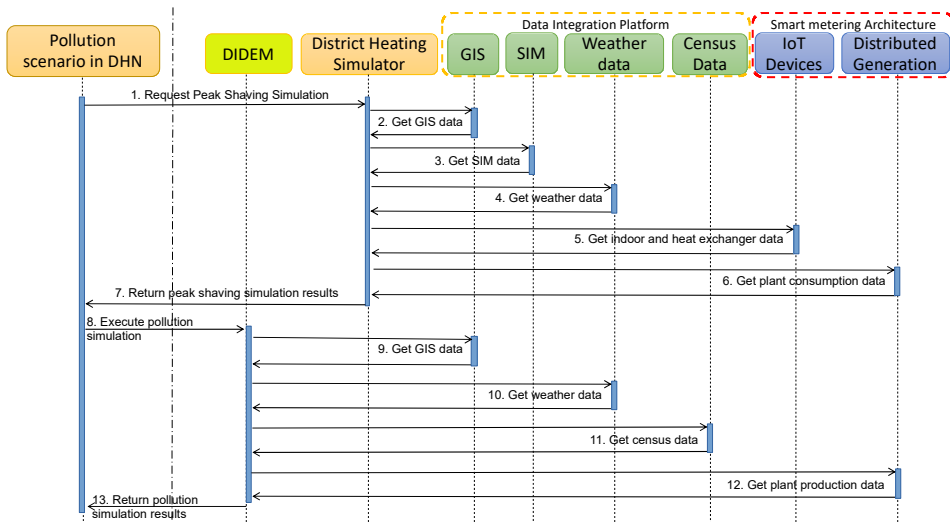 Data Integration Platform
Smart metering Architecture
Pollution
scenario in DHN
DIDEM
District Heating
Simulator
GIS
SIM
Weather
data
Census
Data
IoT
Devices
Distributed
Generation
1. Request Peak Shaving Simulation
2. Get GIS data
3. Get SIM data
4. Get weather data
5. Get indoor and heat exchanger data
6. Get plant consumption data
7. Return peak shaving simulation results
8. Execute pollution
simulation
9. Get GIS data
10. Get weather data
11. Get census data
12. Get plant production data
13. Return pollution
simulation results